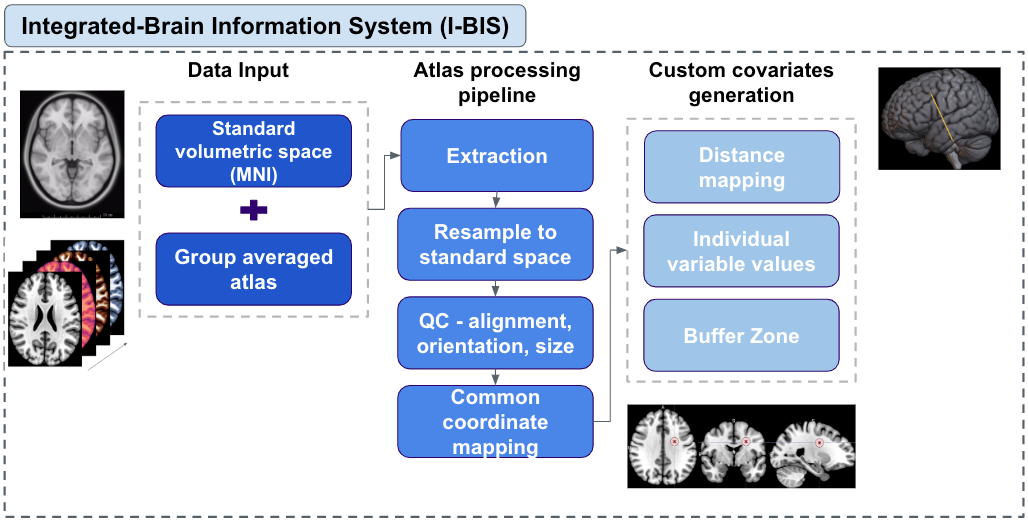 Integrated-Brain Information System (I-BIS)
Data Input
Standard
volumetric space
(MNI)
Group averaged
atlas
Atlas processing
pipeline
Extraction
Resample to
standard space
QC - alignment,
orientation, size
Common
coordinate
mapping
Custom covariates
generation
Distance
mapping
Individual
variable values
Buffer Zone